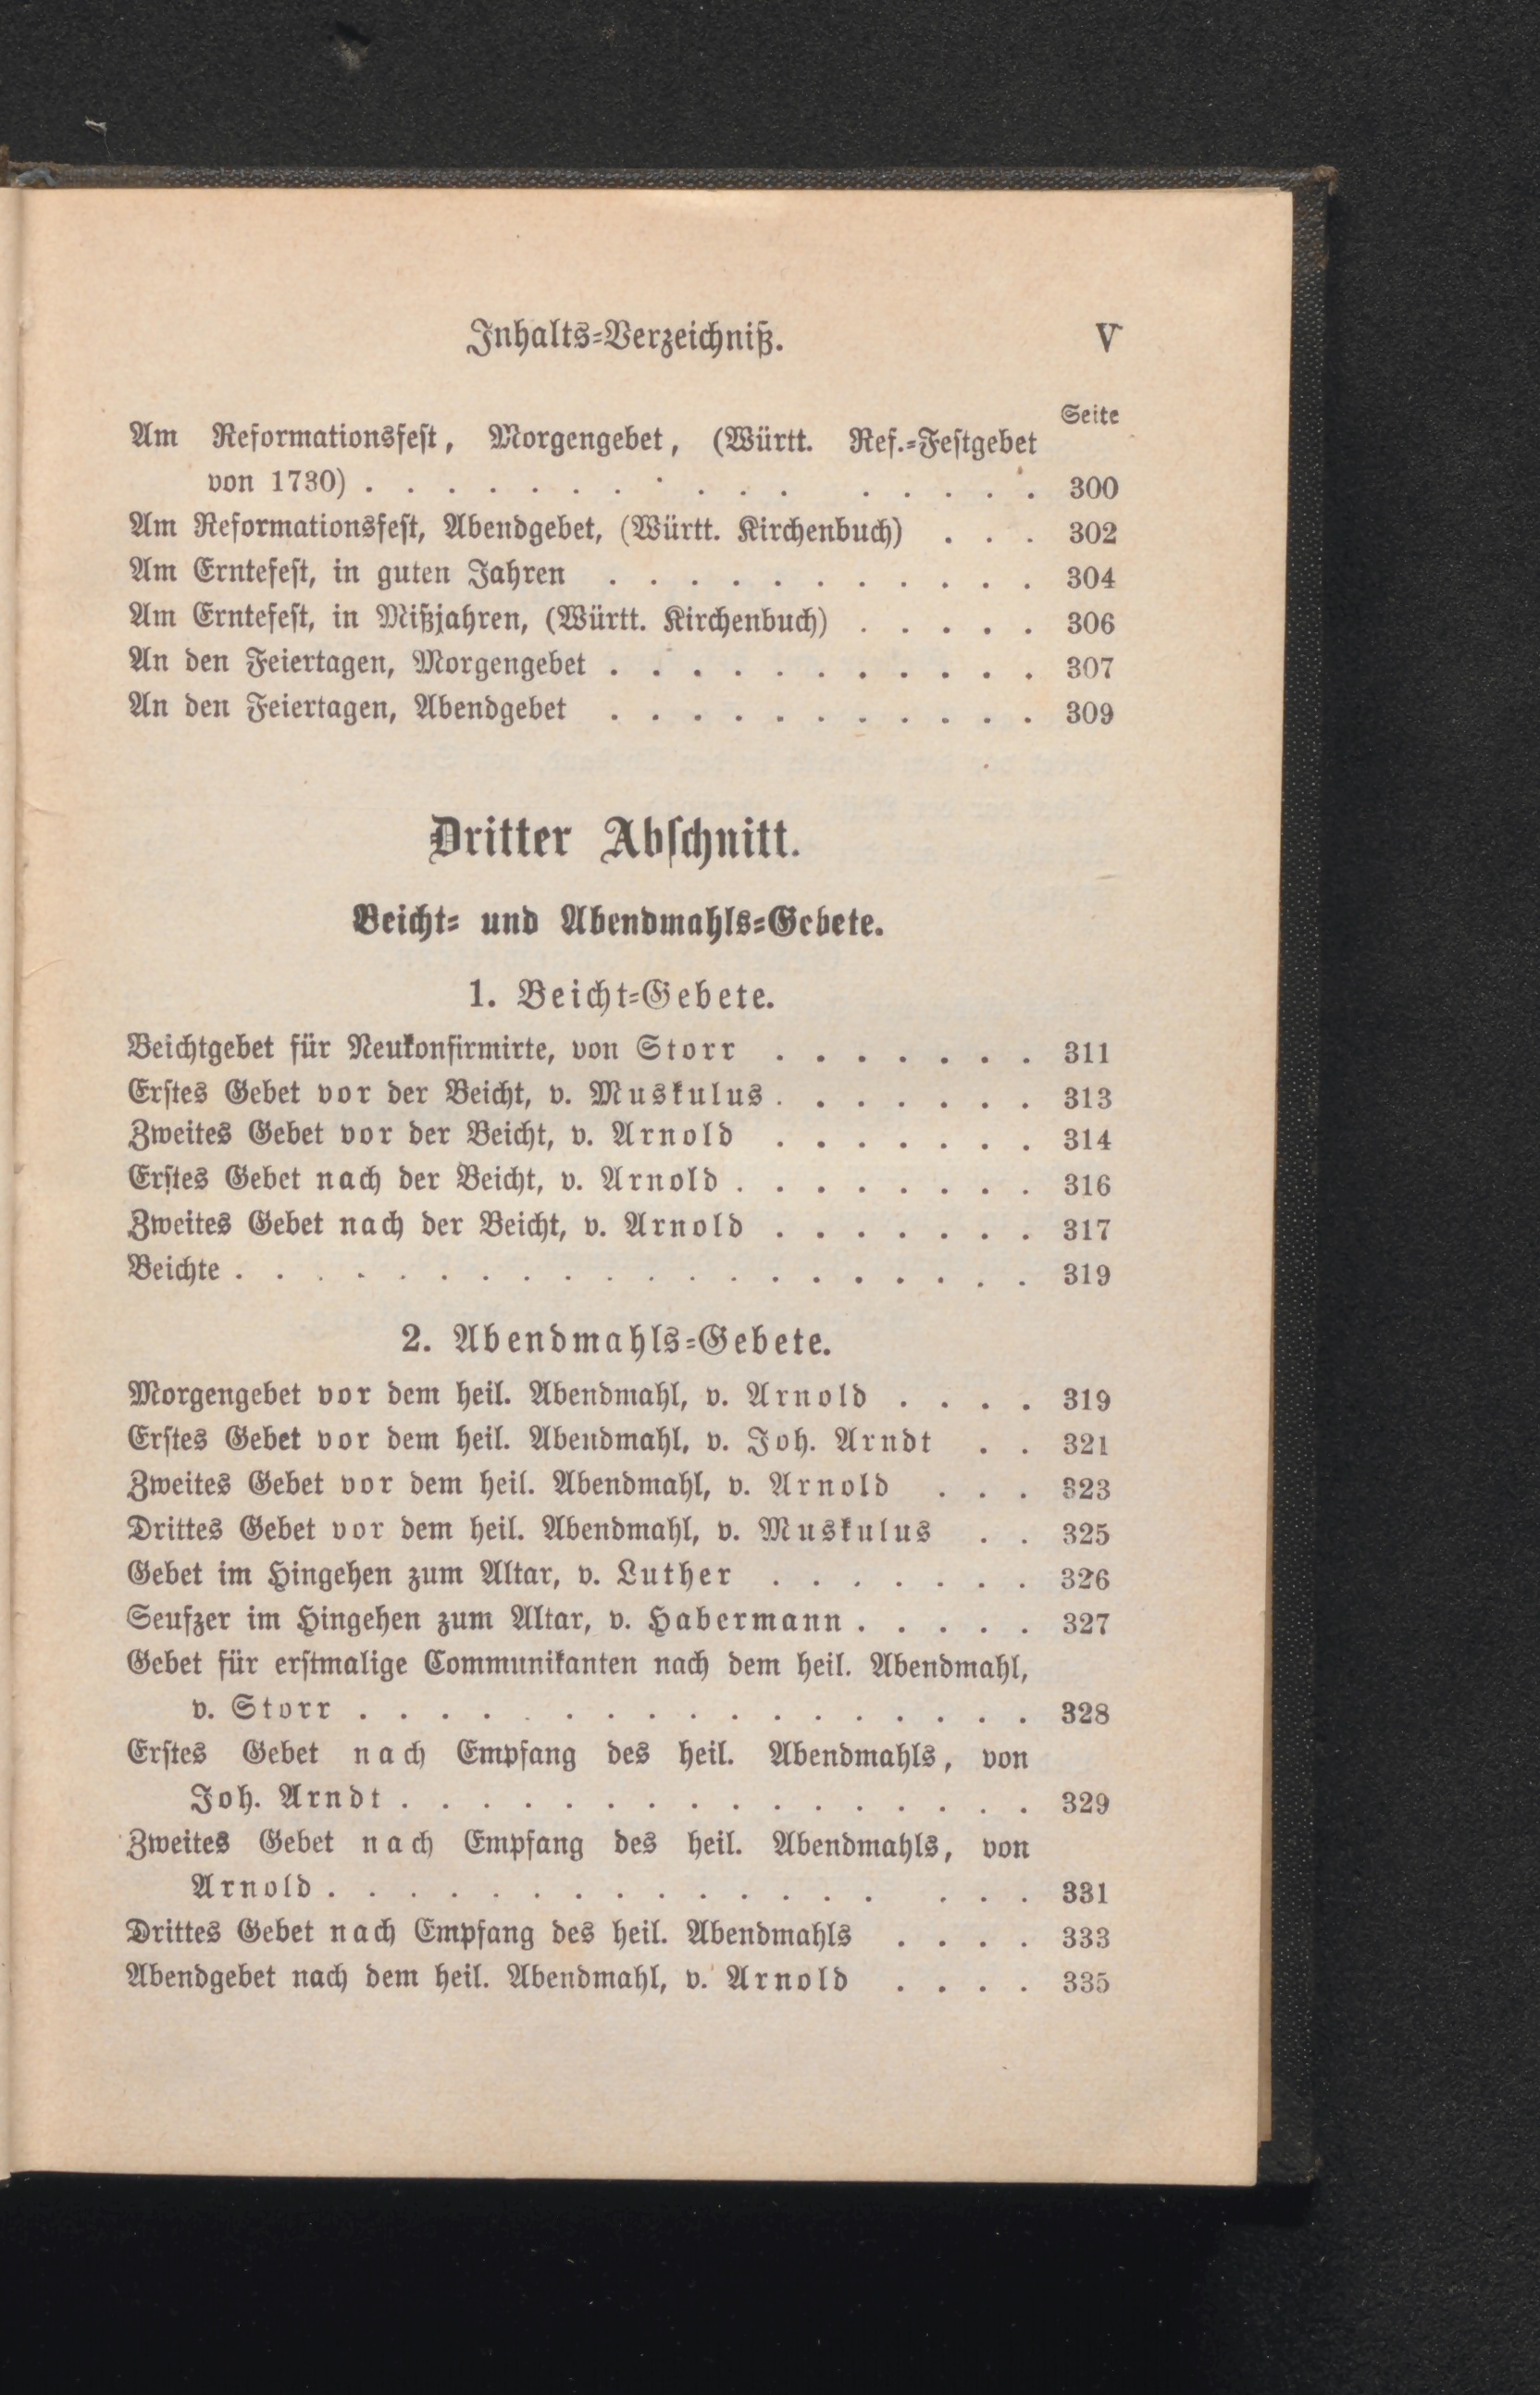 Inhalts-Verzeichniß. V
Seite
Am Reformationsfest, Morgengebet, (Württ. Ref.-Festgebet
von 1730) . . . . . . . . . . . . . . . . 300
Am Reformationsfest, Abendgebet, (Württ. Kirchenbuch) . . . 302
Am Erntefest, in guten Jahren . . . . . . . . . . . 304
Am Erntefest, in Mißjahren, (Württ. Kirchenbuch) . . . . . 306
An den Feiertagen, Morgengebet . . . . . . . . . . . 307
An den Feiertagen, Abendgebet . . . . . . . . . . . 309
Dritter Abschnitt.
Beicht- und Abendmahls-Gebete.
1. Beicht-Gebete.
Beichtgebet für Neukonfirmirte, von Storr . . . . . . . 311
Erstes Gebet vor der Beicht, v. Muskulus . . . . . . . 313
Zweites Gebet vor der Beicht, v. Arnold . . . . . . . 314
Erstes Gebet nach der Beicht, v. Arnold . . . . . . . . 316
Zweites Gebet nach der Beicht, v. Arnold . . . . . . . 317
Beichte . . . . . . . . . . . . . . . . . . . . 319
2. Abendmahls-Gebete.
Morgengebet vor dem heil. Abendmahl, v. Arnold . . . . 319
Erstes Gebet vor dem heil. Abendmahl, v. Joh. Arndt . . 321
Zweites Gebet vor dem heil. Abendmahl, v. Arnold . . . 323
Drittes Gebet vor dem heil. Abendmahl, v. Muskulus . . 325
Gebet im Hingehen zum Altar, v. Luther . . . . . . . 326
Seufzer im Hingehen zum Altar, v. Habermann . . . . . 327
Gebet für erstmalige Communikanten nach dem heil. Abendmahl,
v. Storr . . . . . . . . . . . . . . . . . 328
Erstes Gebet nach Empfang des heil. Abendmahls, von
Joh. Arndt . . . . . . . . . . . . . . . . 329
Zweites Gebet nach Empfang des heil. Abendmahls, von
Arnold . . . . . . . . . . . . . . . . . 331
Drittes Gebet nach Empfang des heil. Abendmahls . . . . 333
Abendgebet nach dem heil. Abendmahl, v. Arnold . . . . 335